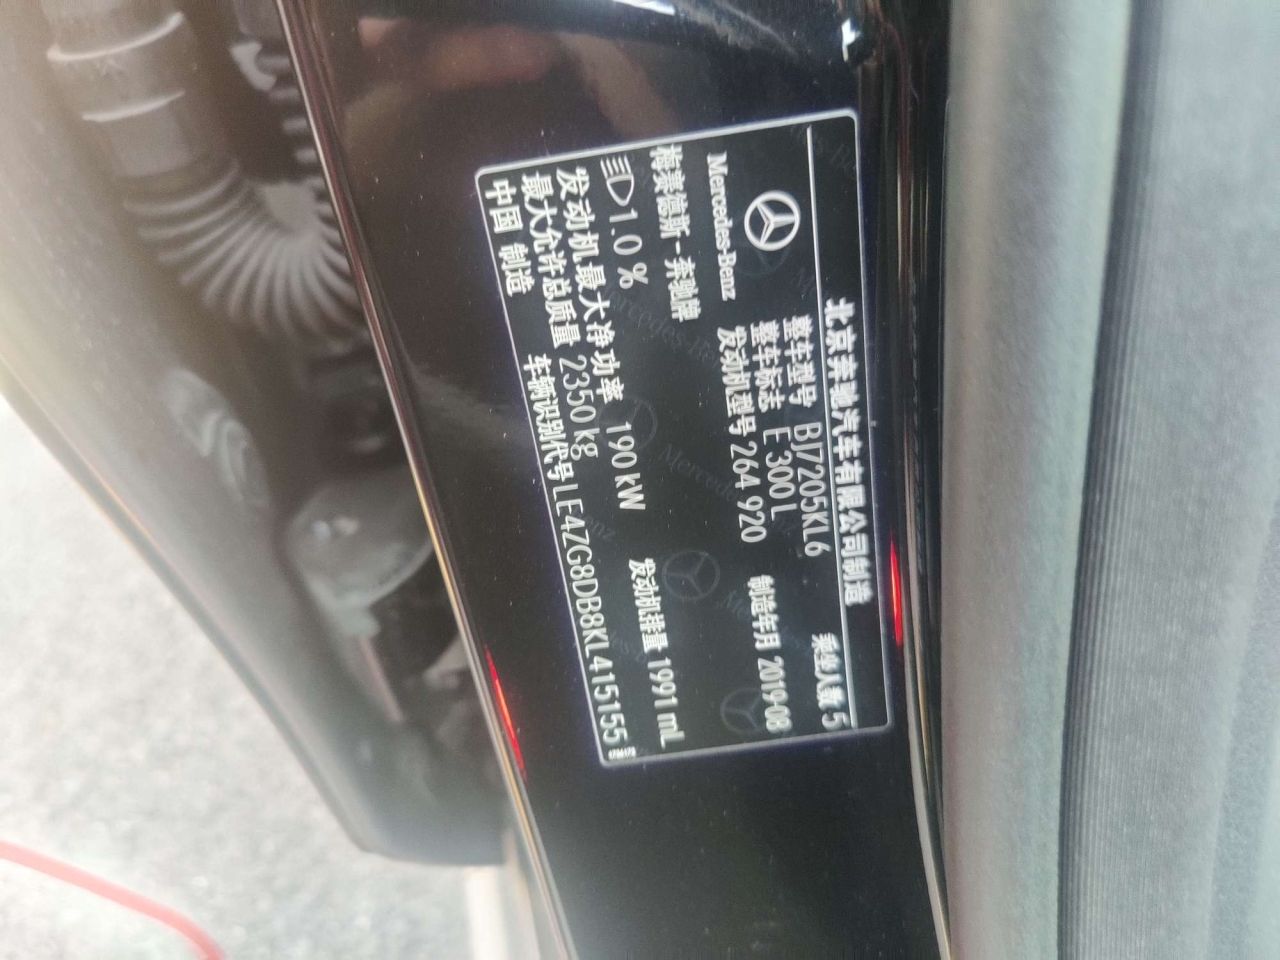 北京奔驰汽车有限公司制造
Mercedes-Benz
梅赛德斯-奔驰牌
整车型号 BJ7205KL6
乘坐人数 5
整车标志 E 300 L
发动机型号 264 920
制造年月 2019-08
1.0 %
发动机最大净功率 190 kW
发动机排量 1991 mL
最大允许总质量 2350 kg
中国 制造
车辆识别代号 LE4ZG8DB8KL415155